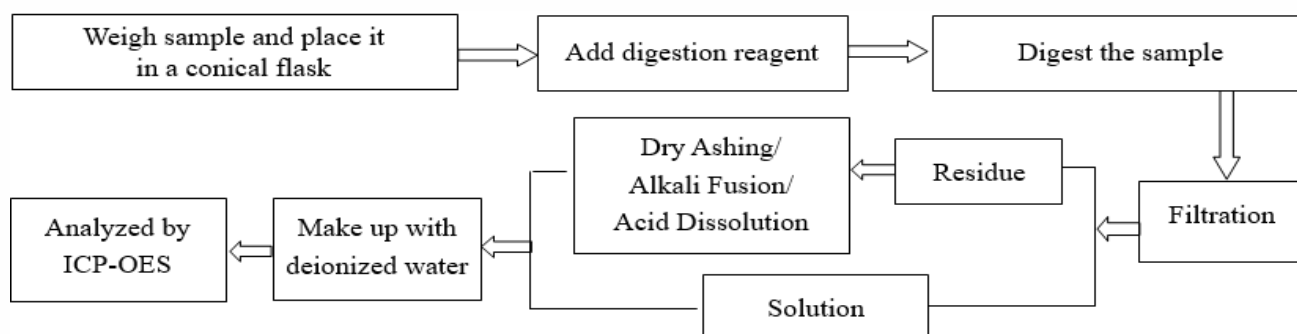 Weigh sample and place it
in a conical flask
Add digestion reagent
Digest the sample
Filtration
Residue
Dry Ashing/
Alkali Fusion/
Acid Dissolution
Solution
Make up with
deionized water
Analyzed by
ICP-OES